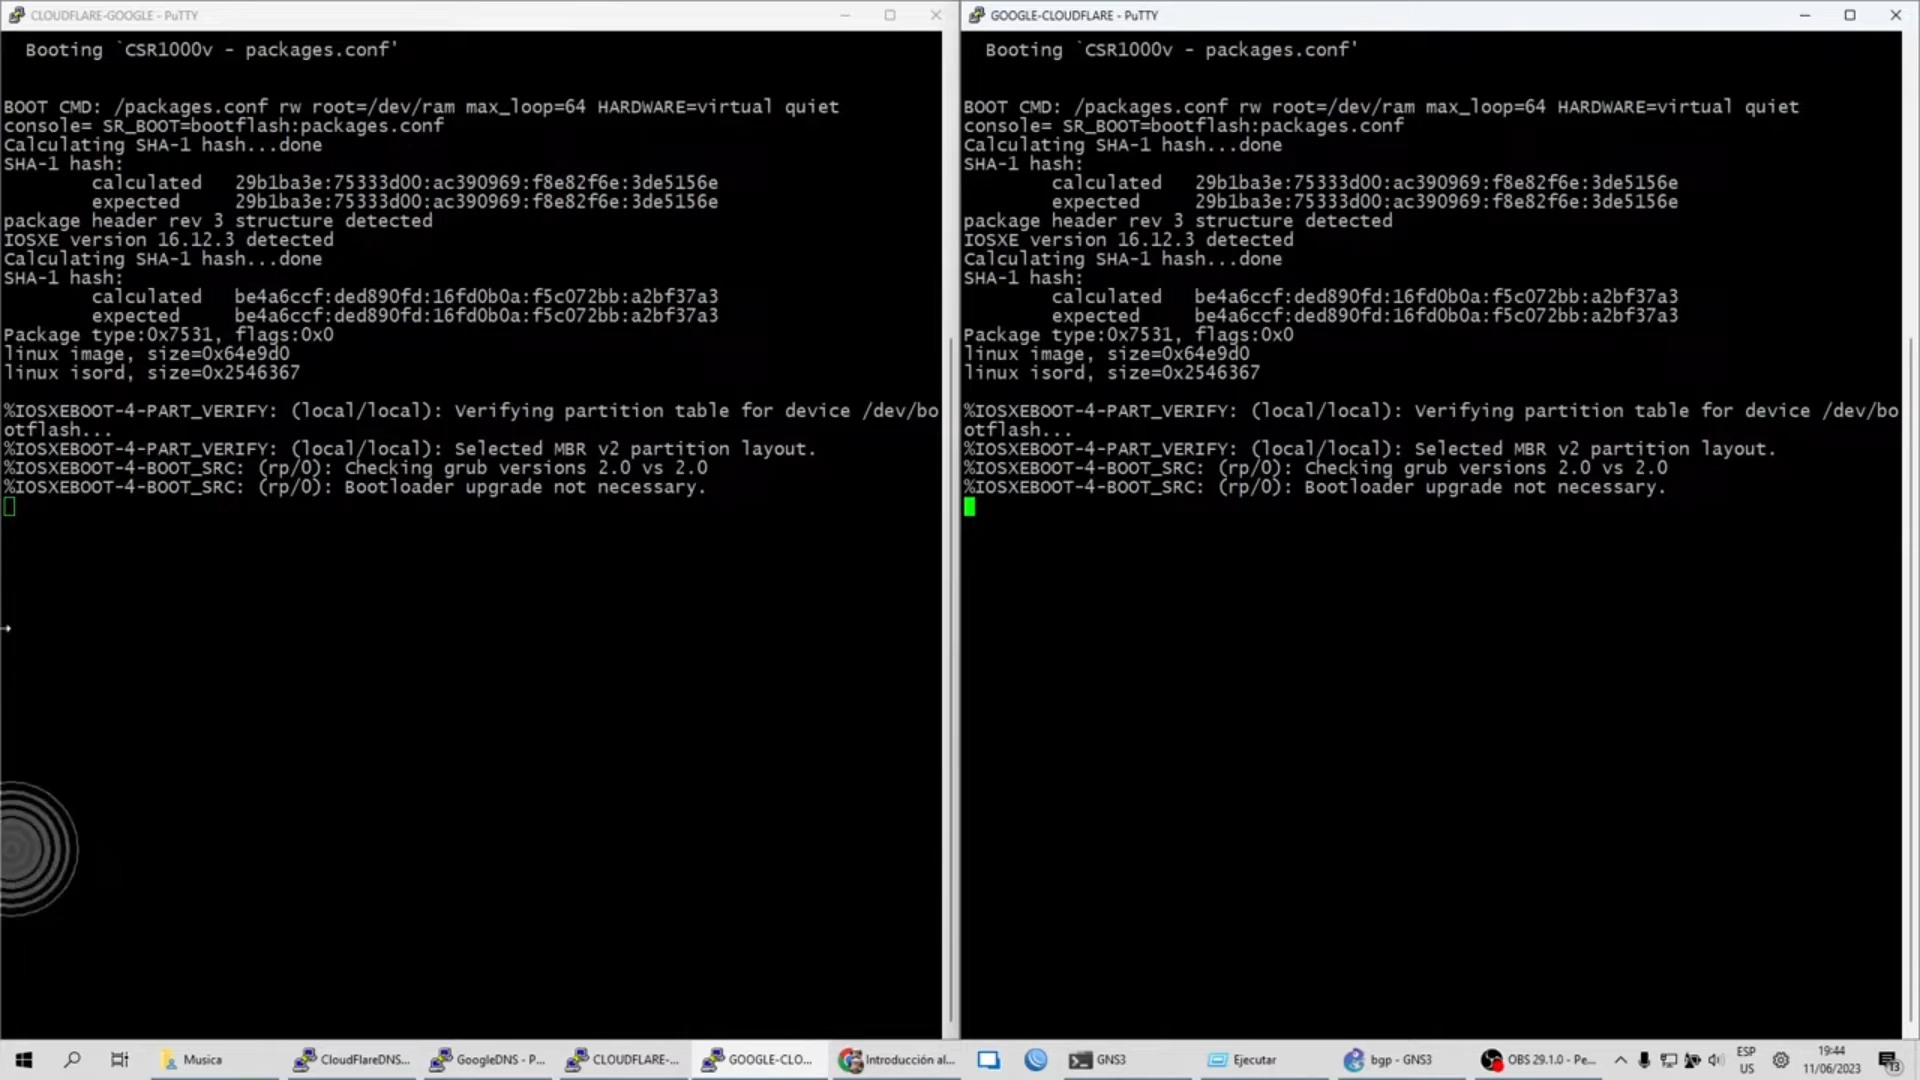 CLOUDFLARE-GOOGLE - PuTTY
Booting `CSR1000v - packages.conf'
BOOT CMD: /packages.conf rw root=/dev/ram max_loop=64 HARDWARE=virtual quiet
console= SR_BOOT=bootflash:packages.conf
Calculating SHA-1 hash...done
SHA-1 hash:
calculated 29b1ba3e:75333d00:ac390969:f8e82f6e:3de5156e
expected 29b1ba3e:75333d00:ac390969:f8e82f6e:3de5156e
package header rev 3 structure detected
IOSXE version 16.12.3 detected
Calculating SHA-1 hash...done
SHA-1 hash:
calculated be4a6ccf:ded890fd:16fd0b0a:f5c072bb:a2bf37a3
expected be4a6ccf:ded890fd:16fd0b0a:f5c072bb:a2bf37a3
Package type:0x7531, flags:0x0
linux image, size=0x64e9d0
linux isord, size=0x2546367
%IOSXEBOOT-4-PART_VERIFY: (local/local): Verifying partition table for device /dev/bo
otflash...
%IOSXEBOOT-4-PART_VERIFY: (local/local): Selected MBR v2 partition layout.
%IOSXEBOOT-4-BOOT_SRC: (rp/0): Checking grub versions 2.0 vs 2.0
%IOSXEBOOT-4-BOOT_SRC: (rp/0): Bootloader upgrade not necessary.
GOOGLE-CLOUDFLARE - PuTTY
Booting `CSR1000v - packages.conf'
BOOT CMD: /packages.conf rw root=/dev/ram max_loop=64 HARDWARE=virtual quiet
console= SR_BOOT=bootflash:packages.conf
Calculating SHA-1 hash...done
SHA-1 hash:
calculated 29b1ba3e:75333d00:ac390969:f8e82f6e:3de5156e
expected 29b1ba3e:75333d00:ac390969:f8e82f6e:3de5156e
package header rev 3 structure detected
IOSXE version 16.12.3 detected
Calculating SHA-1 hash...done
SHA-1 hash:
calculated be4a6ccf:ded890fd:16fd0b0a:f5c072bb:a2bf37a3
expected be4a6ccf:ded890fd:16fd0b0a:f5c072bb:a2bf37a3
Package type:0x7531, flags:0x0
linux image, size=0x64e9d0
linux isord, size=0x2546367
%IOSXEBOOT-4-PART_VERIFY: (local/local): Verifying partition table for device /dev/bo
otflash...
%IOSXEBOOT-4-PART_VERIFY: (local/local): Selected MBR v2 partition layout.
%IOSXEBOOT-4-BOOT_SRC: (rp/0): Checking grub versions 2.0 vs 2.0
%IOSXEBOOT-4-BOOT_SRC: (rp/0): Bootloader upgrade not necessary.
Musica
CloudFlareDNS...
GoogleDNS - P...
CLOUDFLARE-...
GOOGLE-CLO...
Introducción al...
GNS3
Ejecutar
bgp - GNS3
OBS 29.1.0 - Pe...
ESP
US
19:44
11/06/2023
13